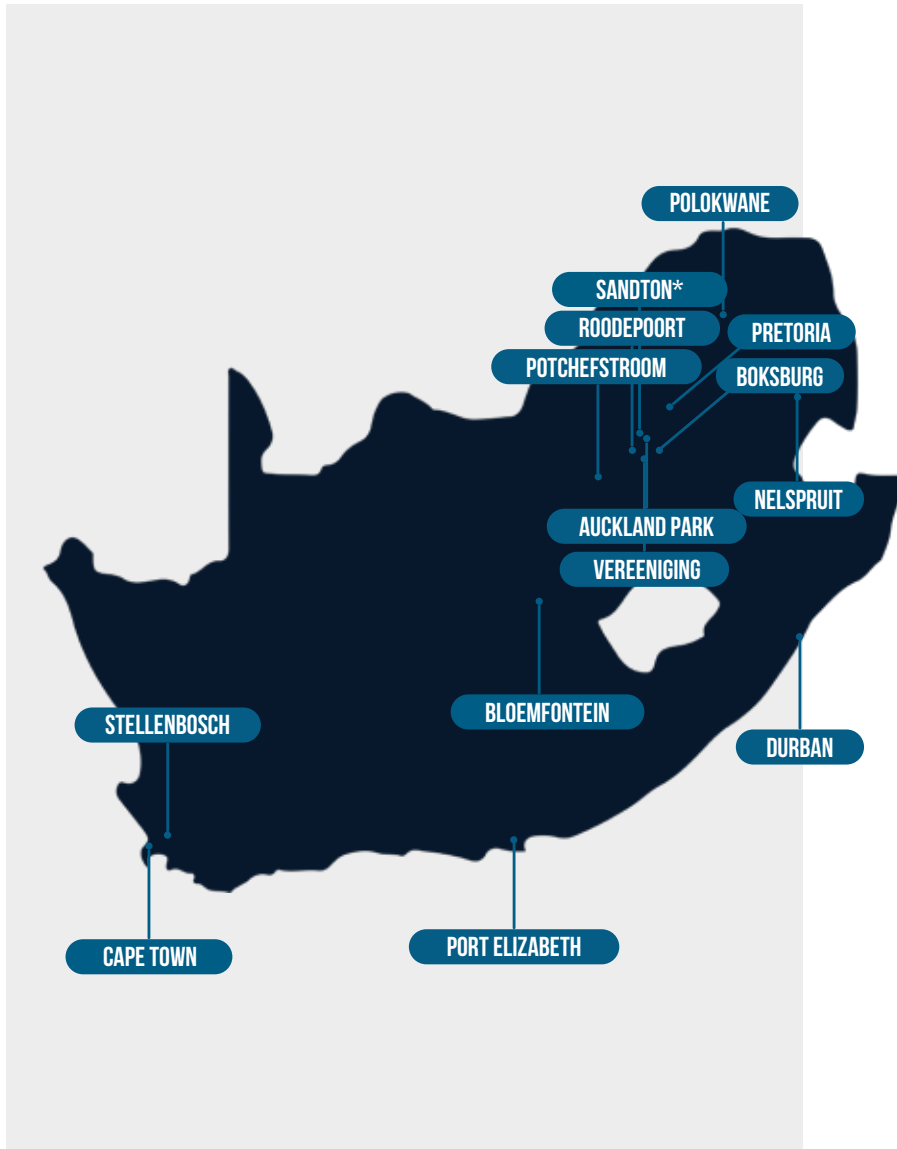 POLOKWANE
SANDTON*
ROODEPOORT
PRETORIA
POTCHEFSTROOM
BOKSBURG
NELSPRUIT
AUCKLAND PARK
VEREENIGING
BLOEMFONTEIN
STELLENBOSCH
DURBAN
PORT ELIZABETH
CAPE TOWN